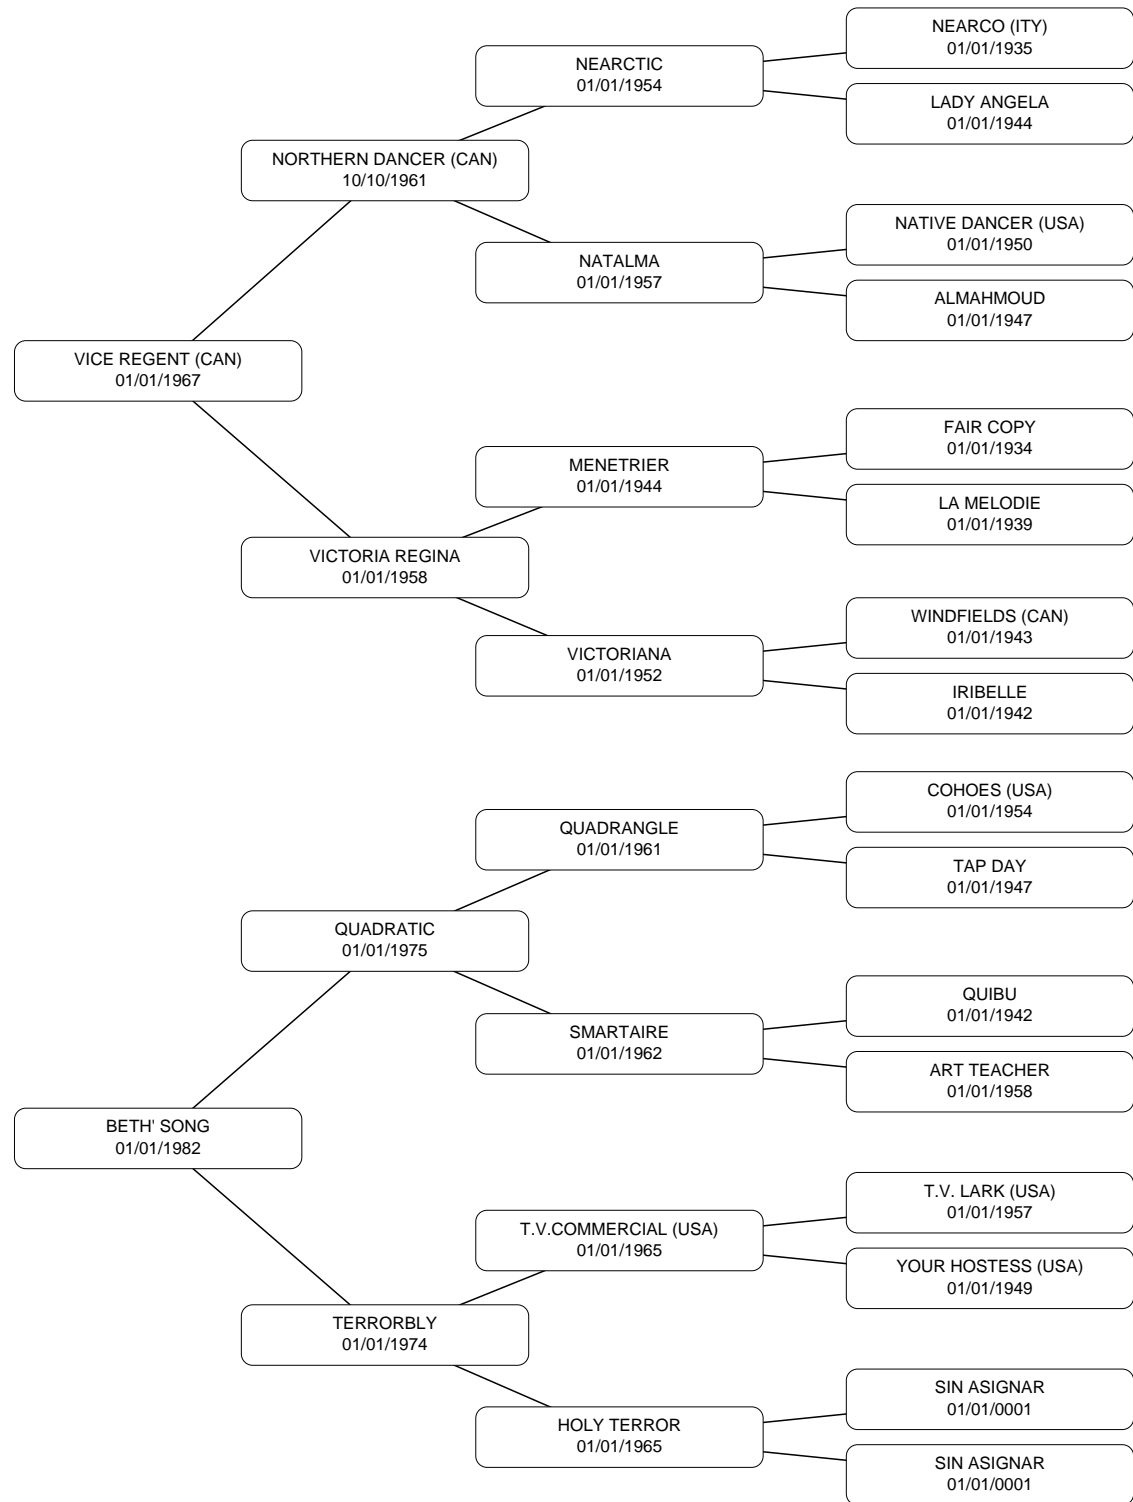 NEARCO (ITY)
01/01/1935
NEARCTIC
01/01/1954
LADY ANGELA
01/01/1944
NORTHERN DANCER (CAN)
10/10/1961
NATIVE DANCER (USA)
01/01/1950
NATALMA
01/01/1957
ALMAHMOUD
01/01/1947
VICE REGENT (CAN)
01/01/1967
FAIR COPY
01/01/1934
MENETRIER
01/01/1944
LA MELODIE
01/01/1939
VICTORIA REGINA
01/01/1958
WINDFIELDS (CAN)
01/01/1943
VICTORIANA
01/01/1952
IRIBELLE
01/01/1942
COHOES (USA)
01/01/1954
QUADRANGLE
01/01/1961
TAP DAY
01/01/1947
QUADRATIC
01/01/1975
QUIBU
01/01/1942
SMARTAIRE
01/01/1962
ART TEACHER
01/01/1958
BETH' SONG
01/01/1982
T.V. LARK (USA)
01/01/1957
T.V.COMMERCIAL (USA)
01/01/1965
YOUR HOSTESS (USA)
01/01/1949
TERRORBLY
01/01/1974
SIN ASIGNAR
01/01/0001
HOLY TERROR
01/01/1965
SIN ASIGNAR
01/01/0001